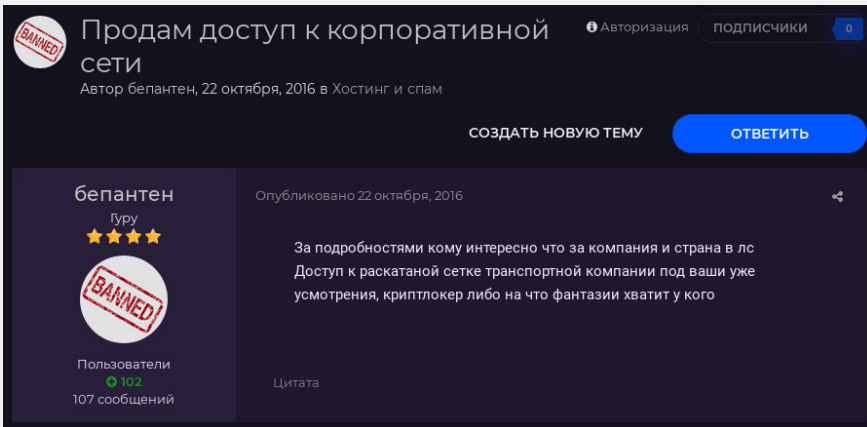 BANNED
Продам доступ к корпоративной
сети
Авторизация
ПОДПИСЧИКИ
0
Автор бепантен, 22 октября, 2016 в Хостинг и спам
СОЗДАТЬ НОВУЮ ТЕМУ
ОТВЕТИТЬ
бепантен
Гуру
BANNED
Пользователи
102
107 сообщений
Опубликовано 22 октября, 2016
За подробностями кому интересно что за компания и страна в лс
Доступ к раскатаной сетке транспортной компании под ваши уже
усмотрения, криптлокер либо на что фантазии хватит у кого
Цитата